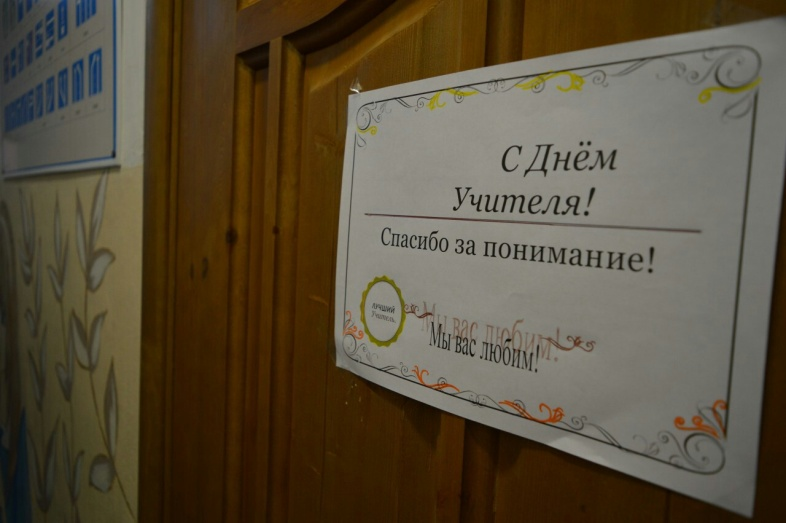 С Днём
Учителя!
Спасибо за понимание!
ЛУЧШИЙ
Учитель
Мы вас любим!
Мы вас любим!